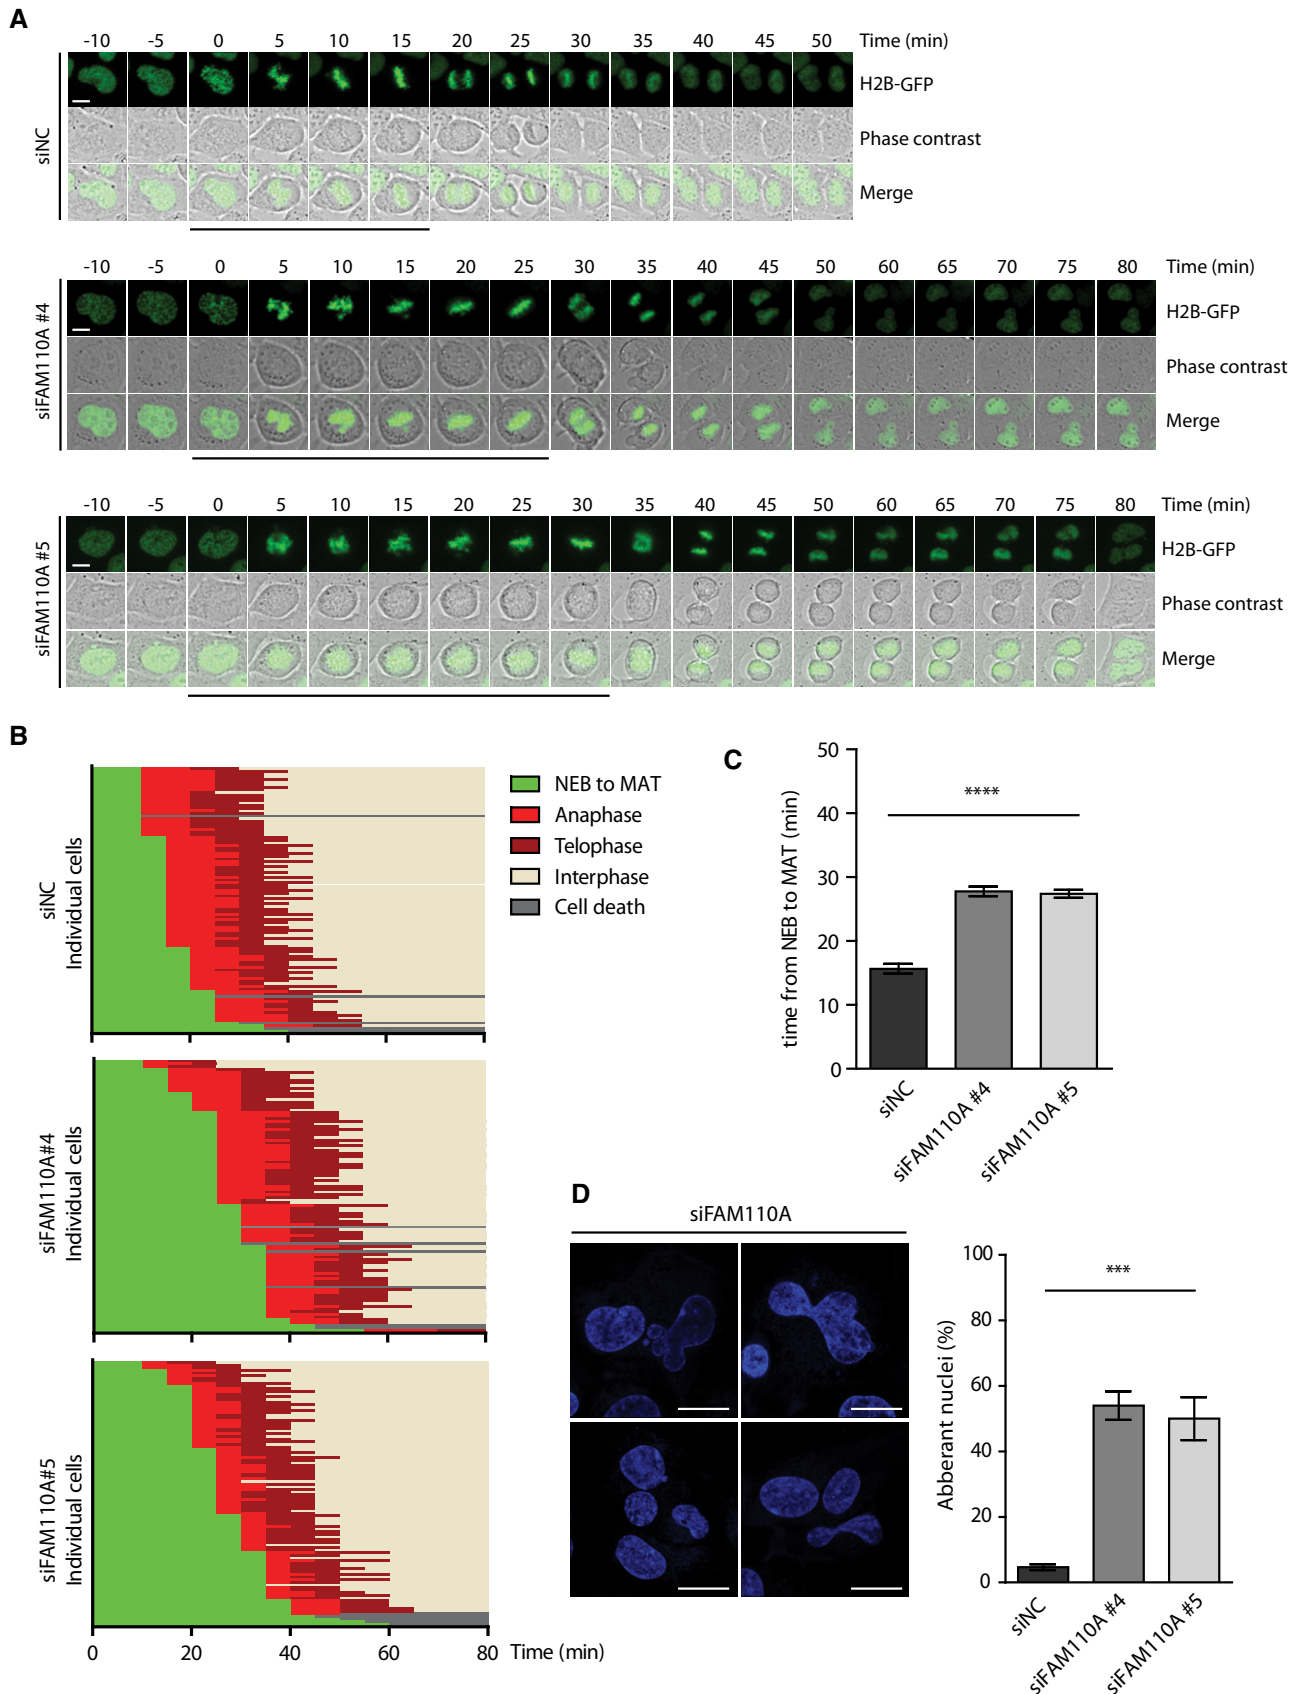 A
-10 -5 0 5 10 15 20 25 30 35 40 45 50 Time (min)
siNC
H2B-GFP
Phase contrast
Merge
-10 -5 0 5 10 15 20 25 30 35 40 45 50 60 65 70 75 80 Time (min)
siFAM110A #4
H2B-GFP
Phase contrast
Merge
-10 -5 0 5 10 15 20 25 30 35 40 45 50 60 65 70 75 80 Time (min)
siFAM110A #5
H2B-GFP
Phase contrast
Merge
B
siNC
Individual cells
siFAM110A#4
Individual cells
siFAM110A#5
Individual cells
0 20 40 60 80 Time (min)
NEB to MAT
Anaphase
Telophase
Interphase
Cell death
C
time from NEB to MAT (min)
50
40
30
20
10
0
****
siNC
siFAM110A #4
siFAM110A #5
D
siFAM110A
Abberant nuclei (%)
100
80
60
40
20
0
***
siNC
siFAM110A #4
siFAM110A #5